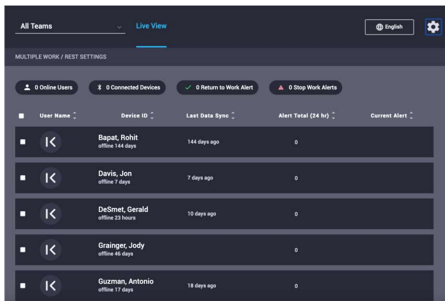 All Teams Live View English
MULTIPLE WORK / REST SETTINGS
0 Online Users 0 Connected Devices 0 Return to Work Alert 0 Stop Work Alerts
User Name Device ID Last Data Sync Alert Total (24 hr) Current Alert
Bapat, Rohit
offline 144 days 144 days ago 0
Davis, Jon
offline 7 days 7 days ago 0
DeSmet, Gerald
offline 23 hours 10 days ago 0
Grainger, Jody
offline 46 days 0
Guzman, Antonio
offline 17 days 18 days ago 0